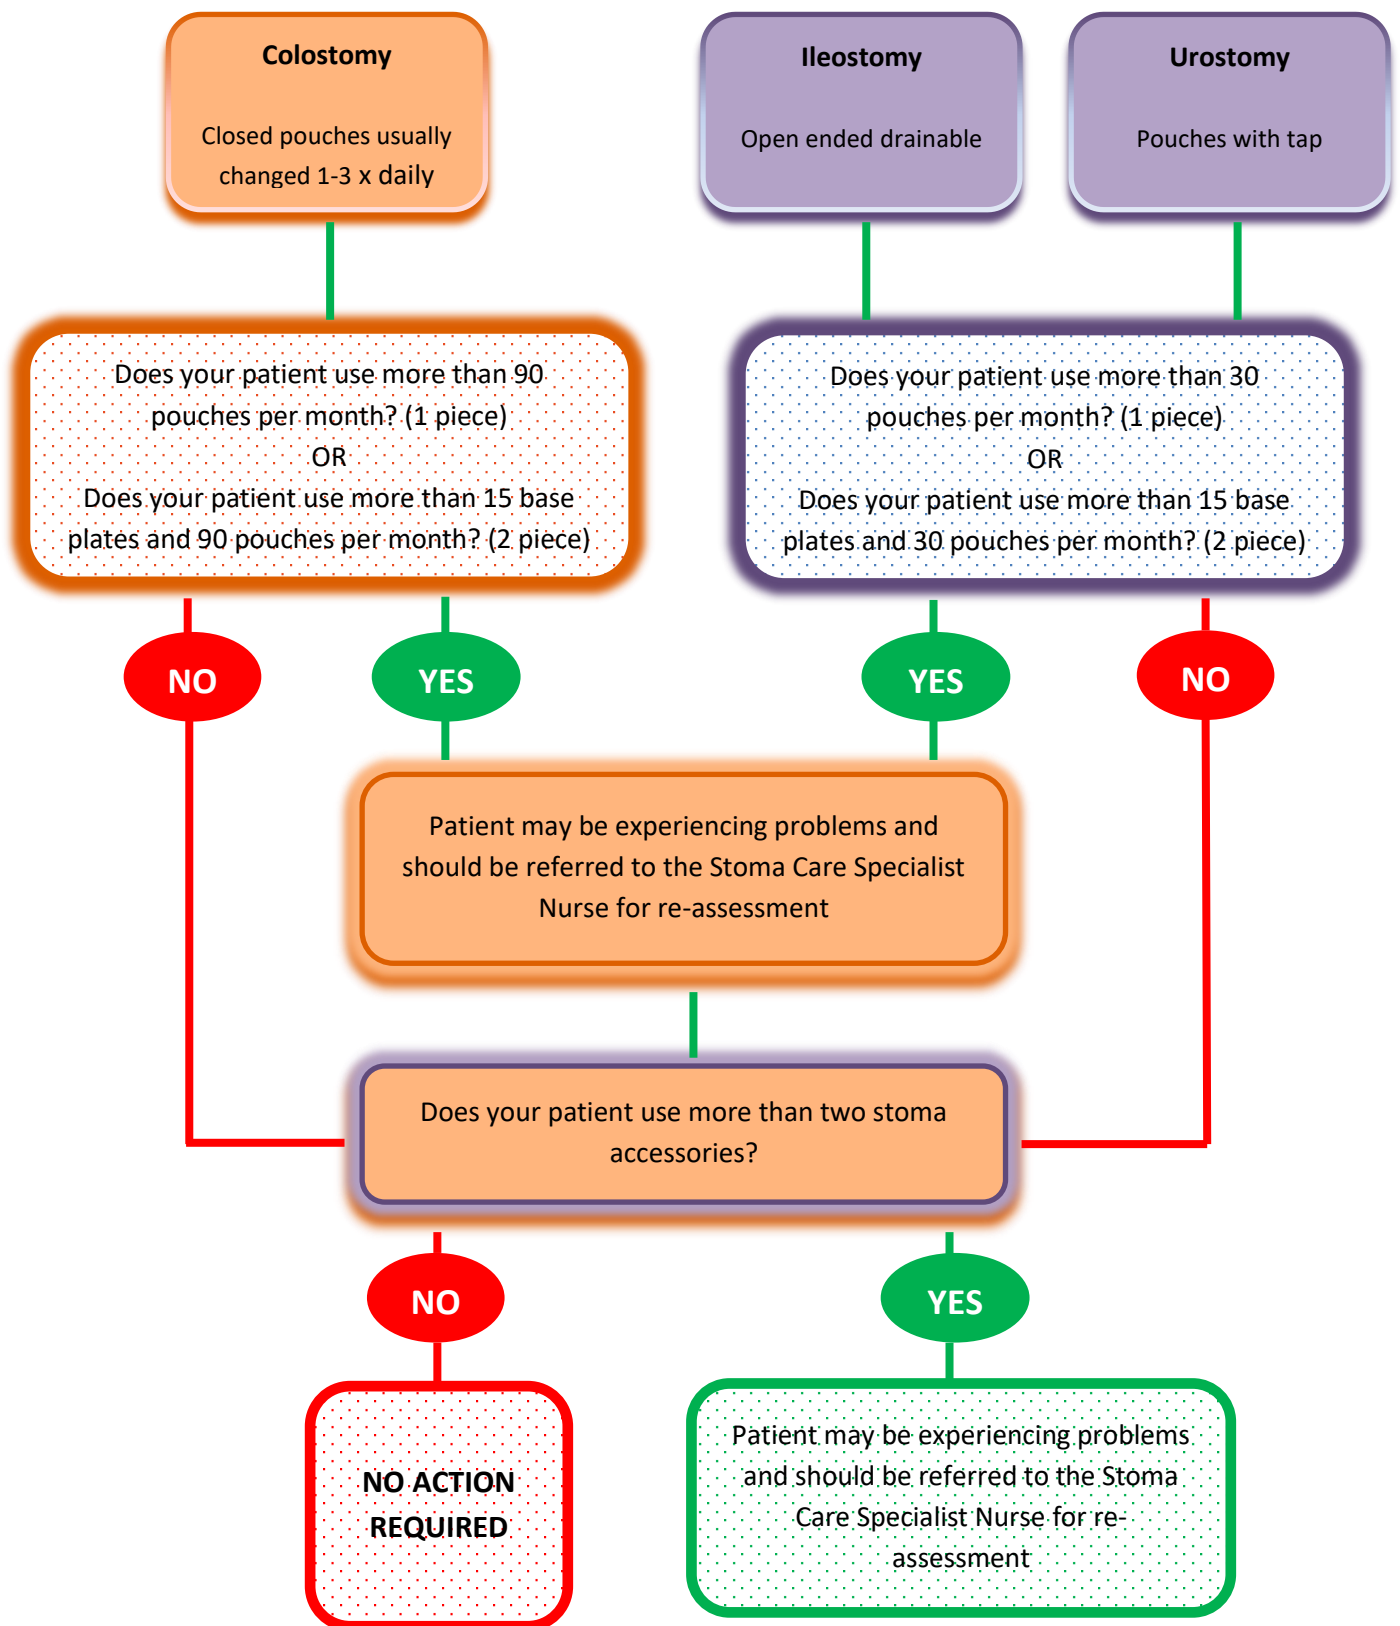 Colostomy
Closed pouches usually
changed 1-3 x daily
Ileostomy
Open ended drainable
Urostomy
Pouches with tap
Does your patient use more than 90
pouches per month? (1 piece)
OR
Does your patient use more than 15 base
plates and 90 pouches per month? (2 piece)
Does your patient use more than 30
pouches per month? (1 piece)
OR
Does your patient use more than 15 base
plates and 30 pouches per month? (2 piece)
NO
YES
YES
NO
Patient may be experiencing problems and
should be referred to the Stoma Care Specialist
Nurse for re-assessment
Does your patient use more than two stoma
accessories?
NO
YES
NO ACTION
REQUIRED
Patient may be experiencing problems
and should be referred to the Stoma
Care Specialist Nurse for re-
assessment